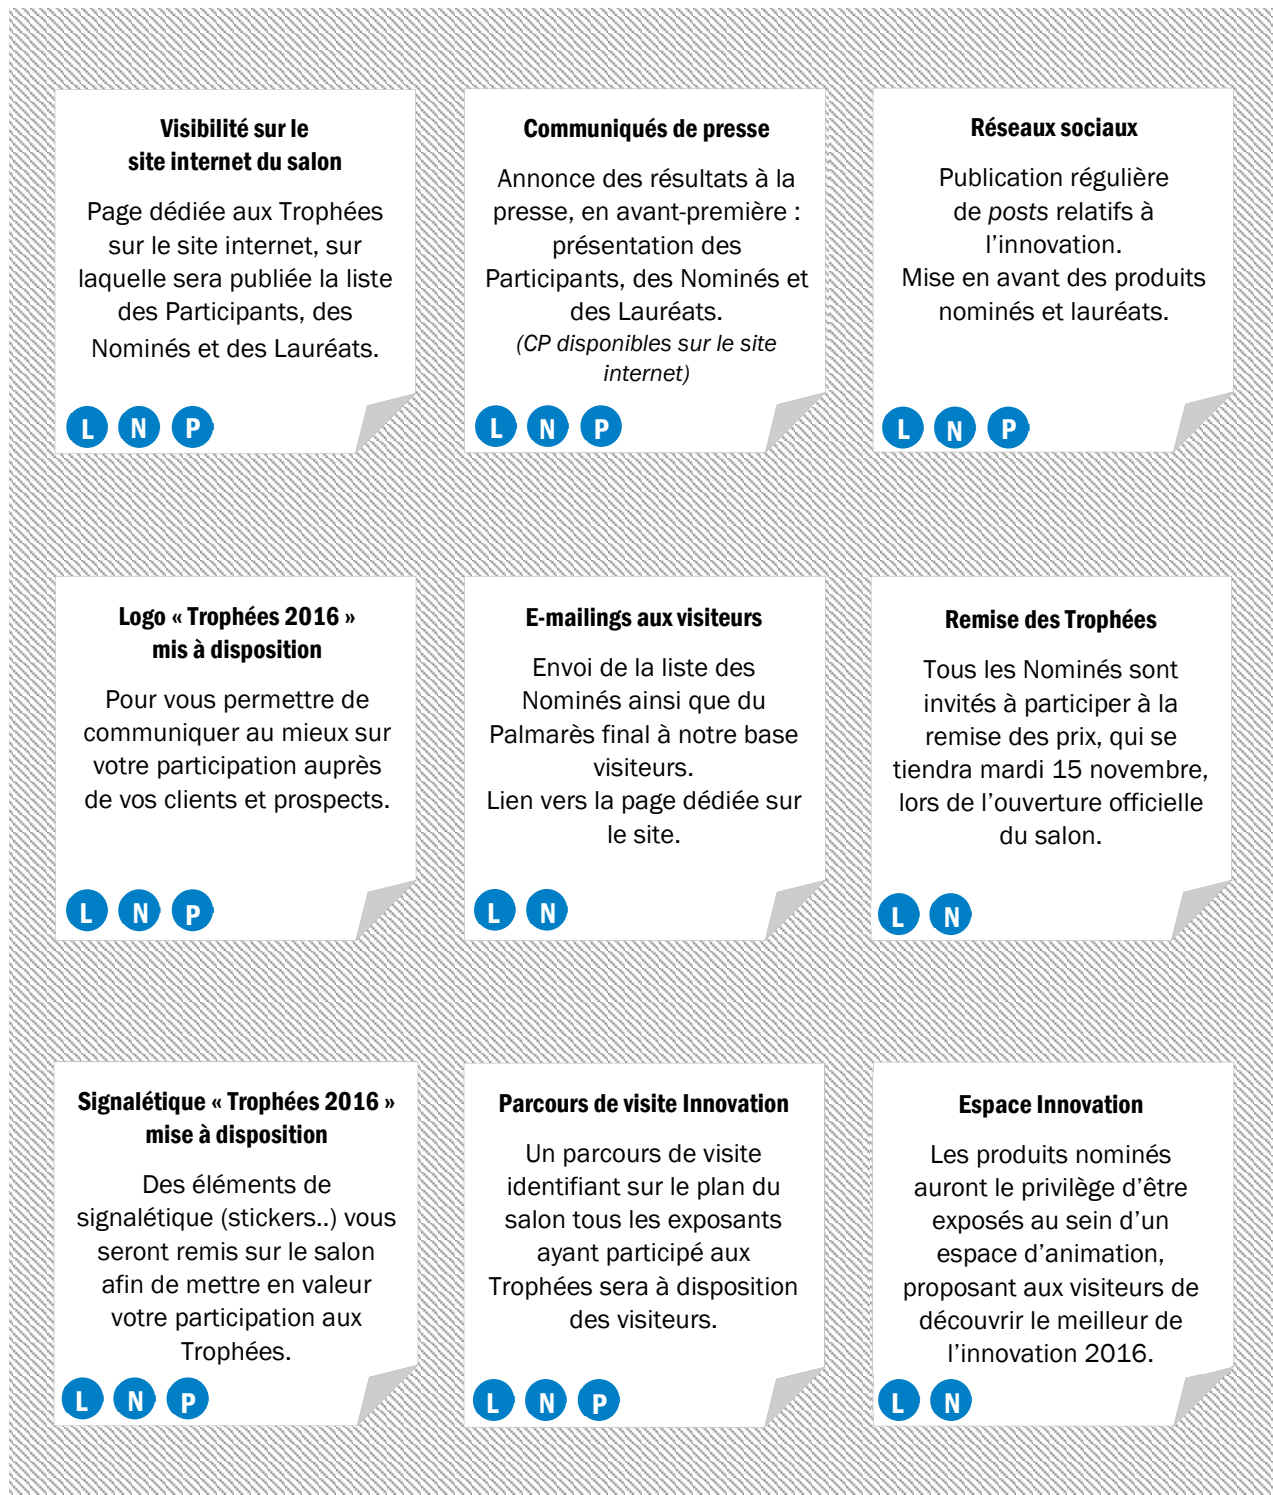 Visibilité sur le
site internet du salon
Page dédiée aux Trophées
sur le site internet, sur
laquelle sera publiée la liste
des Participants, des
Nominés et des Lauréats.
L N P
Communiqués de presse
Annonce des résultats à la
presse, en avant-première :
présentation des
Participants, des Nominés et
des Lauréats.
(CP disponibles sur le site
internet)
L N P
Réseaux sociaux
Publication régulière
de posts relatifs à
l’innovation.
Mise en avant des produits
nominés et lauréats.
L N P
Logo « Trophées 2016 »
mis à disposition
Pour vous permettre de
communiquer au mieux sur
votre participation auprès
de vos clients et prospects.
L N P
E-mailings aux visiteurs
Envoi de la liste des
Nominés ainsi que du
Palmarès final à notre base
visiteurs.
Lien vers la page dédiée sur
le site.
L N
Remise des Trophées
Tous les Nominés sont
invités à participer à la
remise des prix, qui se
tiendra mardi 15 novembre,
lors de l’ouverture officielle
du salon.
L N
Signalétique « Trophées 2016 »
mise à disposition
Des éléments de
signalétique (stickers..) vous
seront remis sur le salon
afin de mettre en valeur
votre participation aux
Trophées.
L N P
Parcours de visite Innovation
Un parcours de visite
identifiant sur le plan du
salon tous les exposants
ayant participé aux
Trophées sera à disposition
des visiteurs.
L N P
Espace Innovation
Les produits nominés
auront le privilège d’être
exposés au sein d’un
espace d’animation,
proposant aux visiteurs de
découvrir le meilleur de
l’innovation 2016.
L N